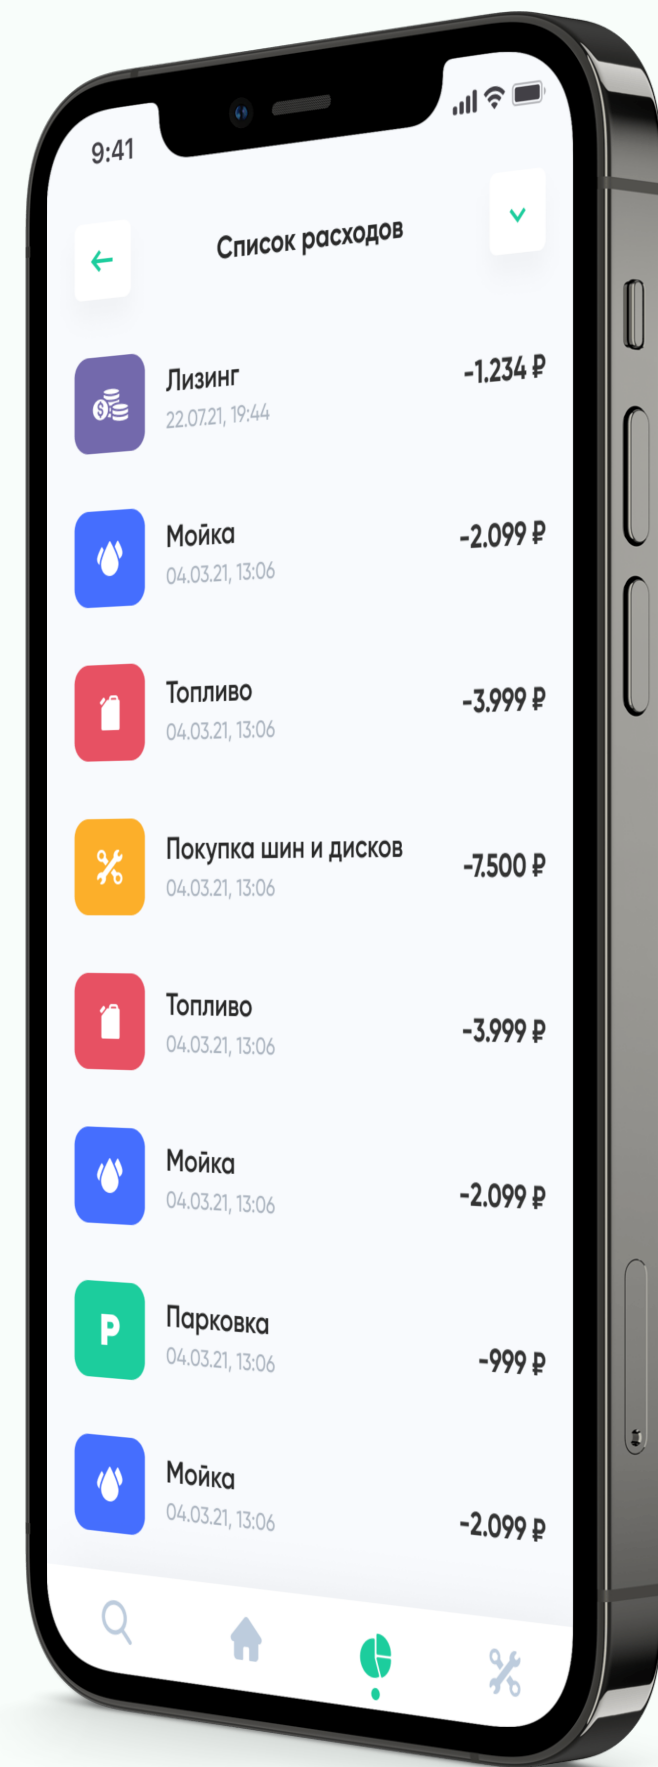 9:41
Список расходов
Лизинг
-1.234 ₽
22.07.21, 19:44
Мойка
-2.099 ₽
04.03.21, 13:06
Топливо
-3.999 ₽
04.03.21, 13:06
Покупка шин и дисков
-7.500 ₽
04.03.21, 13:06
Топливо
-3.999 ₽
04.03.21, 13:06
Мойка
-2.099 ₽
04.03.21, 13:06
P
Парковка
-999 ₽
04.03.21, 13:06
Мойка
-2.099 ₽
04.03.21, 13:06